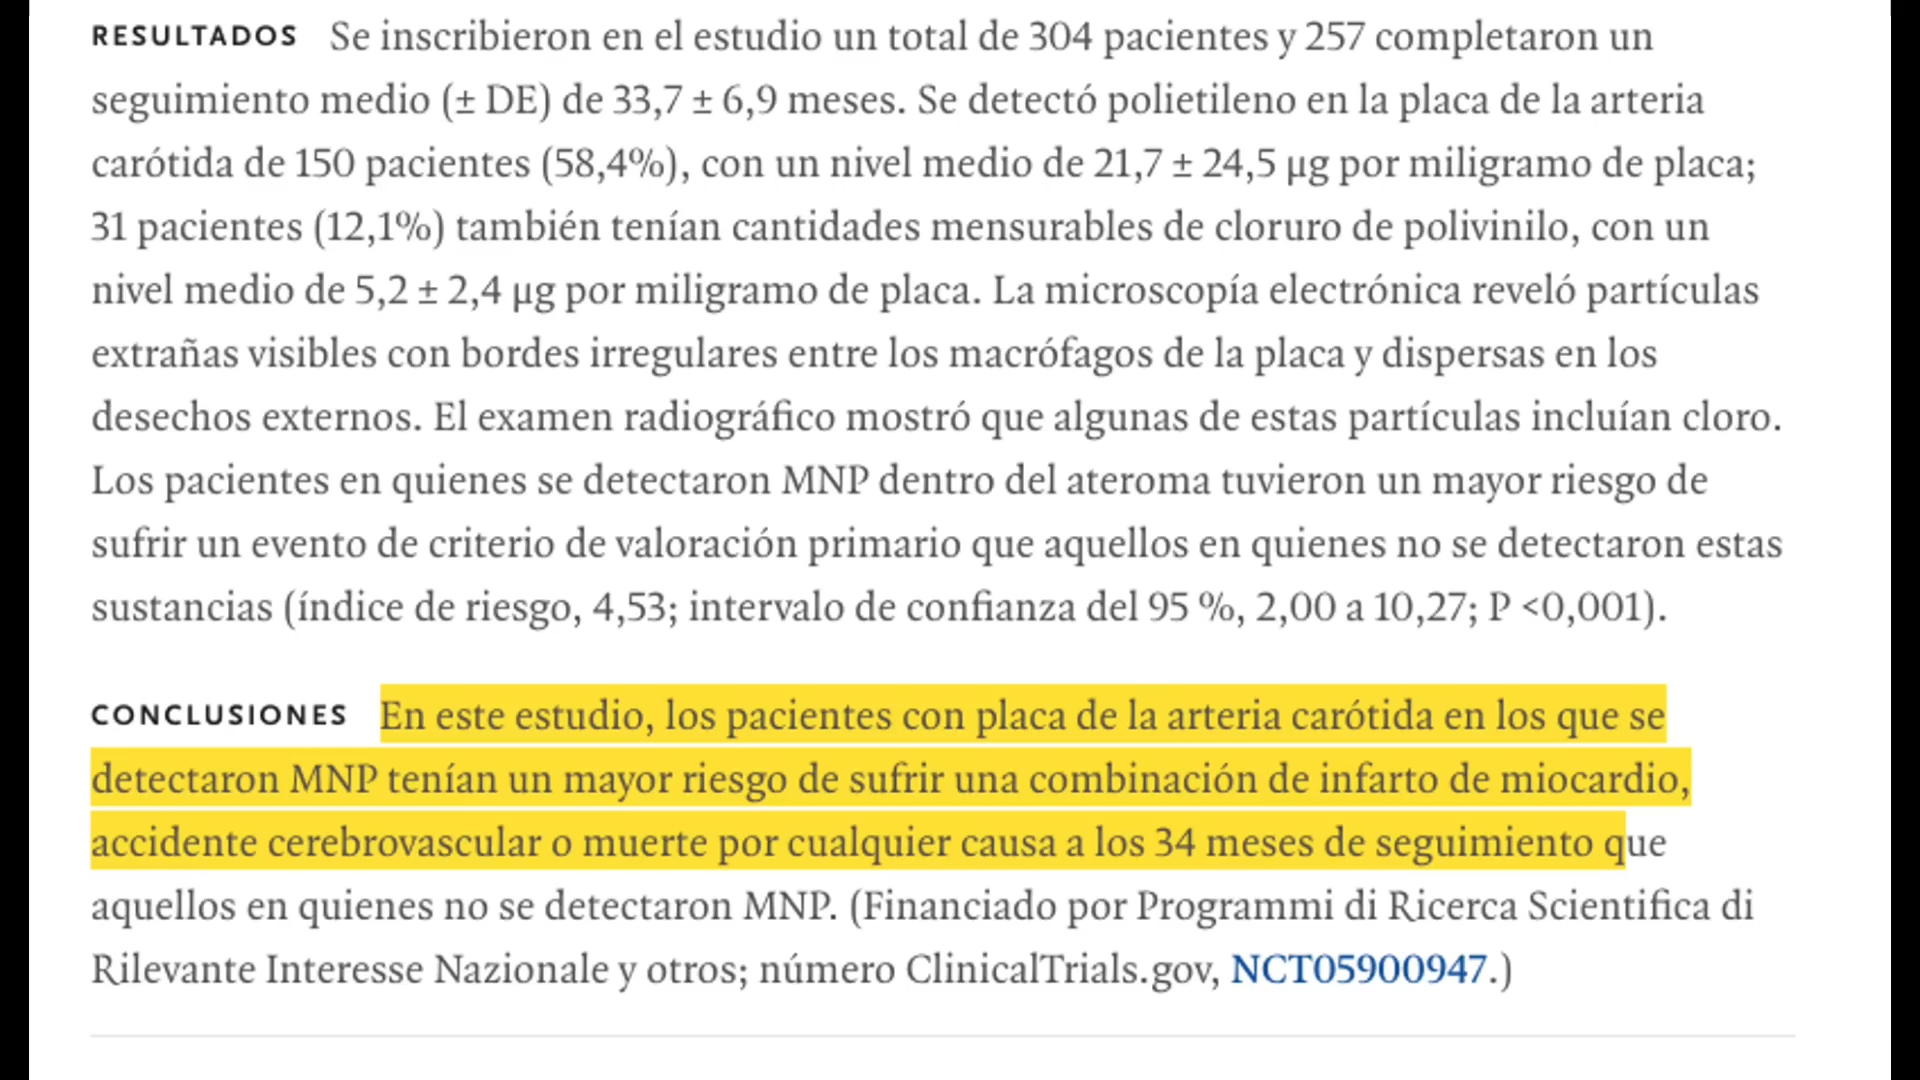 RESULTADOS Se inscribieron en el estudio un total de 304 pacientes y 257 completaron un
seguimiento medio (± DE) de 33,7 ± 6,9 meses. Se detectó polietileno en la placa de la arteria
carótida de 150 pacientes (58,4%), con un nivel medio de 21,7 ± 24,5 μg por miligramo de placa;
31 pacientes (12,1%) también tenían cantidades mensurables de cloruro de polivinilo, con un
nivel medio de 5,2 ± 2,4 μg por miligramo de placa. La microscopía electrónica reveló partículas
extrañas visibles con bordes irregulares entre los macrófagos de la placa y dispersas en los
desechos externos. El examen radiográfico mostró que algunas de estas partículas incluían cloro.
Los pacientes en quienes se detectaron MNP dentro del ateroma tuvieron un mayor riesgo de
sufrir un evento de criterio de valoración primario que aquellos en quienes no se detectaron estas
sustancias (índice de riesgo, 4,53; intervalo de confianza del 95 %, 2,00 a 10,27; P <0,001).
CONCLUSIONES En este estudio, los pacientes con placa de la arteria carótida en los que se
detectaron MNP tenían un mayor riesgo de sufrir una combinación de infarto de miocardio,
accidente cerebrovascular o muerte por cualquier causa a los 34 meses de seguimiento que
aquellos en quienes no se detectaron MNP. (Financiado por Programmi di Ricerca Scientifica di
Rilevante Interesse Nazionale y otros; número ClinicalTrials.gov, NCT05900947.)